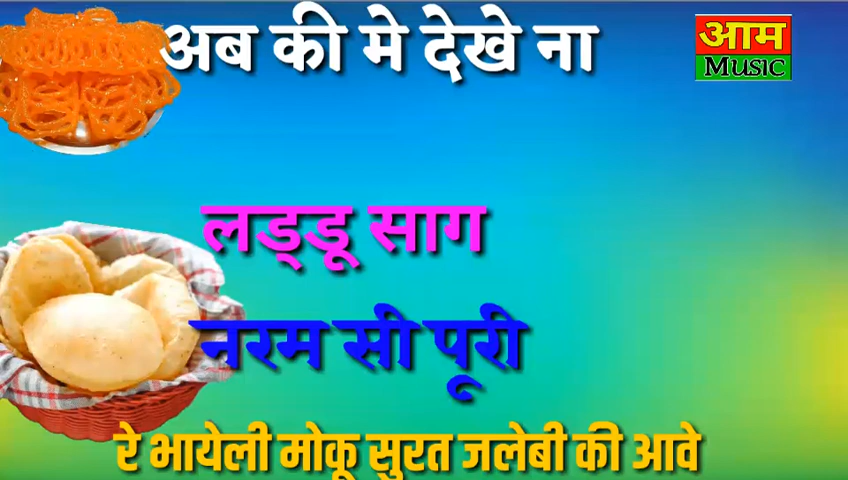 अब की मे देखे ना
आम
MUSIC
लड्डू साग
नरम सी पूरी
रे भायेली मोकू सुरत जलेबी की आवे